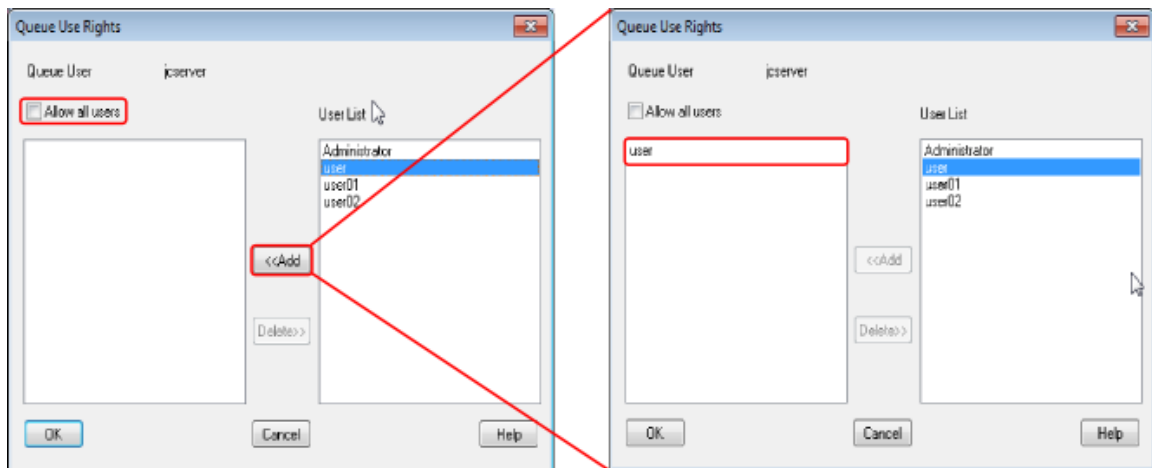 Queue Use Rights
Queue User jcserver
Allow all users
User List
Administrator
user
user01
user02
<<Add
Delete>>
OK
Cancel
Help
Queue Use Rights
Queue User jcserver
Allow all users
User List
user
Administrator
user
user01
user02
<<Add
Delete>>
OK
Cancel
Help